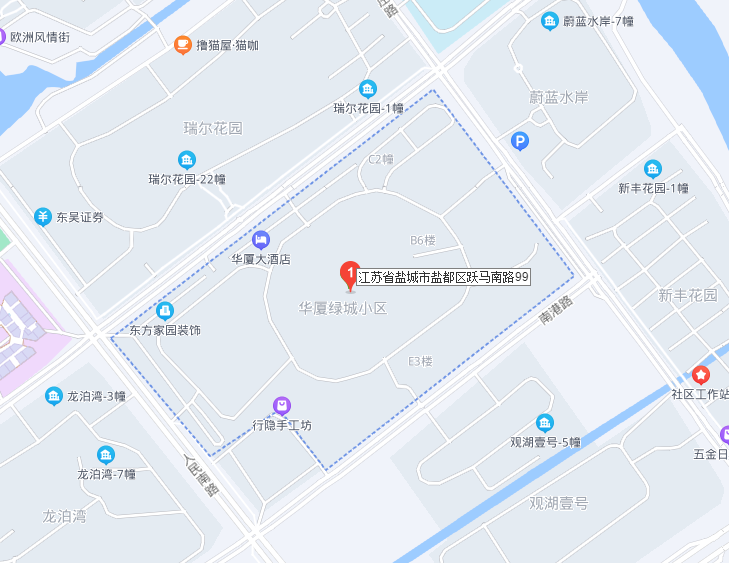 庄路
蔚蓝水岸-7幢
欧洲风情街
撸猫屋·猫咖
瑞尔花园-1幢
蔚蓝水岸
瑞尔花园
P
C2幢
瑞尔花园-22幢
新丰花园-1幢
东吴证券
B6楼
华厦大酒店
1
江苏省盐城市盐都区跃马南路99
新丰花园
华厦绿城小区
南港路
东方家园装饰
E3楼
龙泊湾-3幢
社区工作站
行隐手工坊
观湖壹号-5幢
五金日
龙泊湾-7幢
人民南路
观湖壹号
龙泊湾